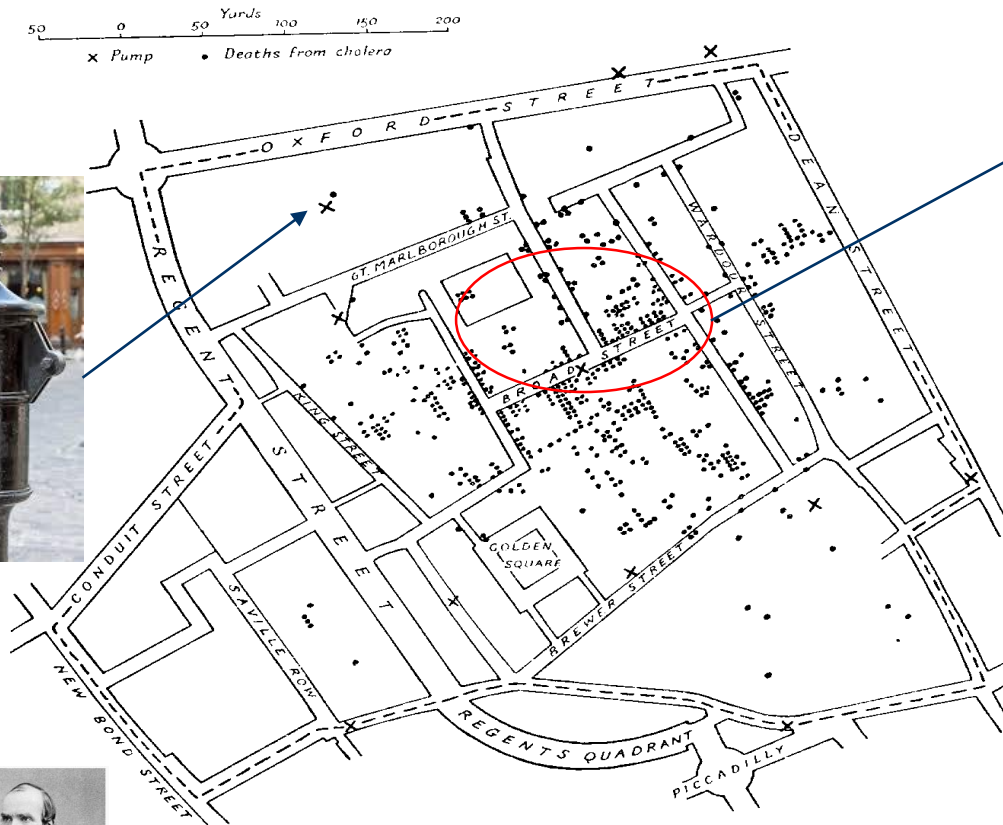 Yards
50 0 50 100 150 200
× Pump • Deaths from cholera
OXFORD STREET
DEAN STREET
REGENT STREET
GT. MARLBOROUGH ST.
WARDOUR STREET
BROAD STREET
KING STREET
CONDUIT STREET
GOLDEN
SQUARE
BREWER STREET
SAVILLE ROW
NEW BOND STREET
REGENTS QUADRANT
PICCADILLY